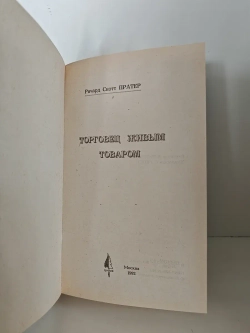 Ричард Скотт ПРАТЕР
ТОРГОВЕЦ ЖИВЫМ
ТОВАРОМ
Москва